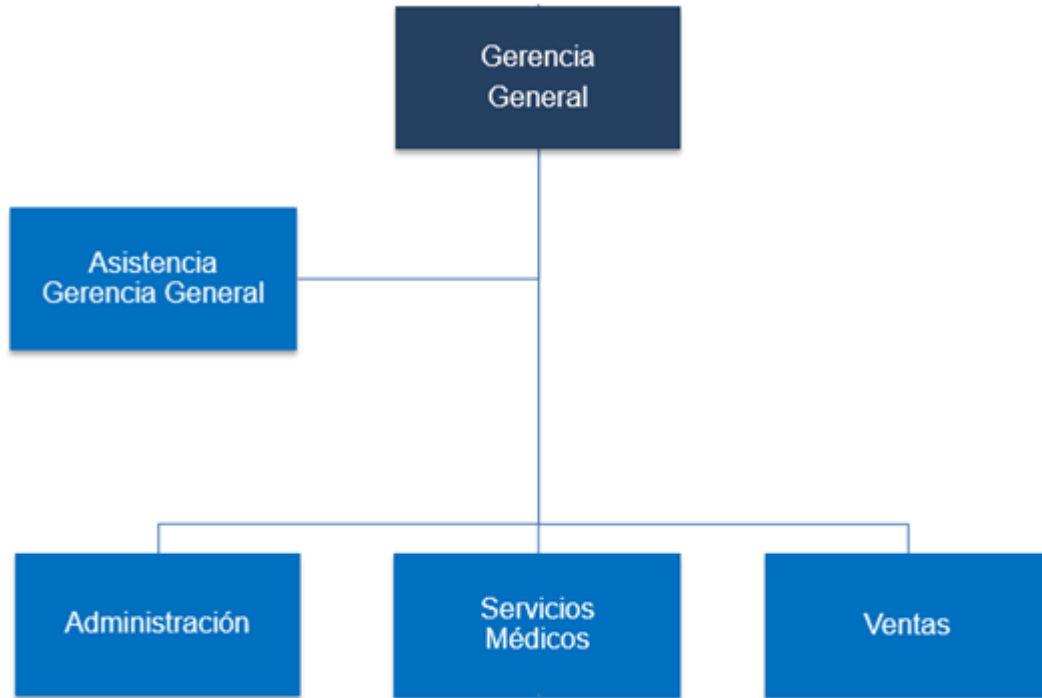 Gerencia
General
Asistencia
Gerencia General
Administración
Servicios
Médicos
Ventas